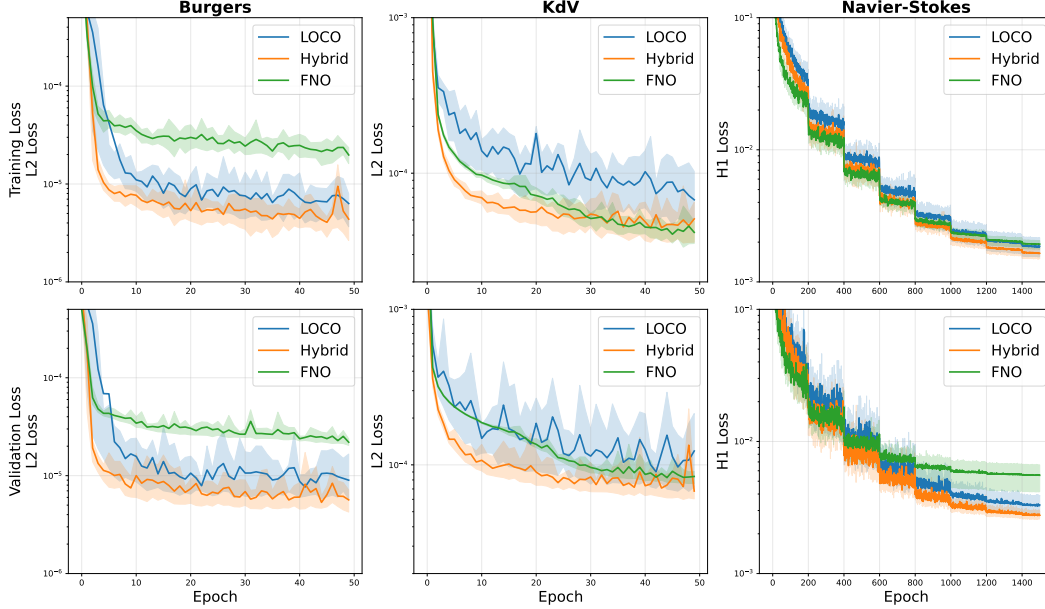 Burgers
KdV
Navier-Stokes
Training Loss
L2 Loss
10⁻⁴
10⁻⁵
10⁻⁶
0 10 20 30 40 50
LOCO
Hybrid
FNO
L2 Loss
10⁻³
10⁻⁴
0 10 20 30 40 50
LOCO
Hybrid
FNO
H1 Loss
10⁻¹
10⁻²
10⁻³
0 200 400 600 800 1000 1200 1400
LOCO
Hybrid
FNO
Validation Loss
L2 Loss
10⁻⁴
10⁻⁵
10⁻⁶
0 10 20 30 40 50
Epoch
LOCO
Hybrid
FNO
L2 Loss
10⁻³
10⁻⁴
0 10 20 30 40 50
Epoch
LOCO
Hybrid
FNO
H1 Loss
10⁻¹
10⁻²
10⁻³
0 200 400 600 800 1000 1200 1400
Epoch
LOCO
Hybrid
FNO